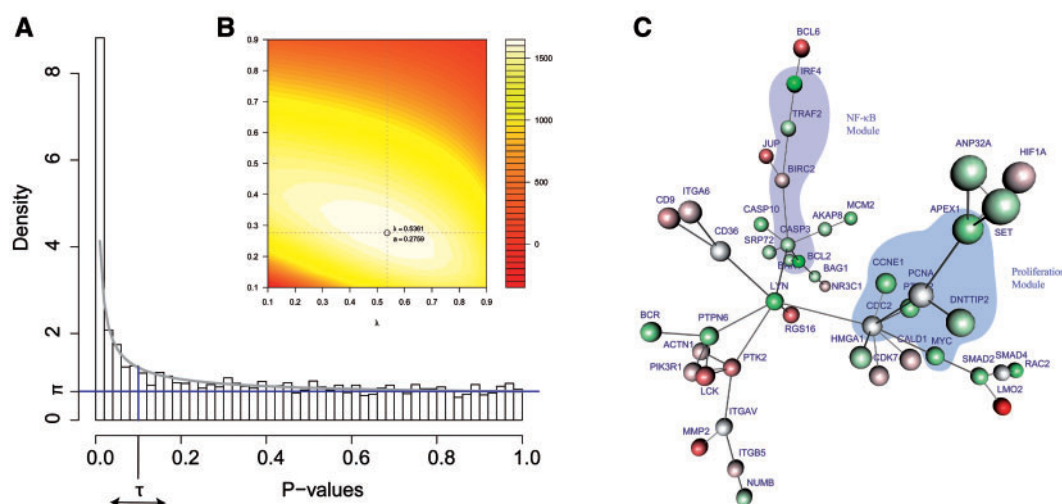 A
B
C
Density
8
6
4
2
π
0
0.0
0.2
0.4
0.6
0.8
1.0
τ
P-values
0.9
0.8
0.7
0.6
0.5
0.4
0.3
0.2
0.1
0.1
0.2
0.3
0.4
0.5
0.6
0.7
0.8
0.9
λ
λ = 0.5361
a = 0.2759
1500
1000
500
0
BCL6
IRF4
TRAF2
NF-κB
Module
JUP
BIRC2
ANP32A
HIF1A
ITGA6
CD9
CASP10
AKAP8
MCM2
APEX1
SET
CD36
SRP72
CASP3
BCL2
BAG1
NR3C1
CCNE1
PCNA
Proliferation
Module
LYN
CDC2
DNTTIP2
RGS16
BCR
PTPN6
ACTN1
HMGA1
CALD1
MYC
PIK3R1
PTK2
CDK7
SMAD2
SMAD4
RAC2
LCK
LMO2
ITGAV
MMP2
ITGB5
NUMB